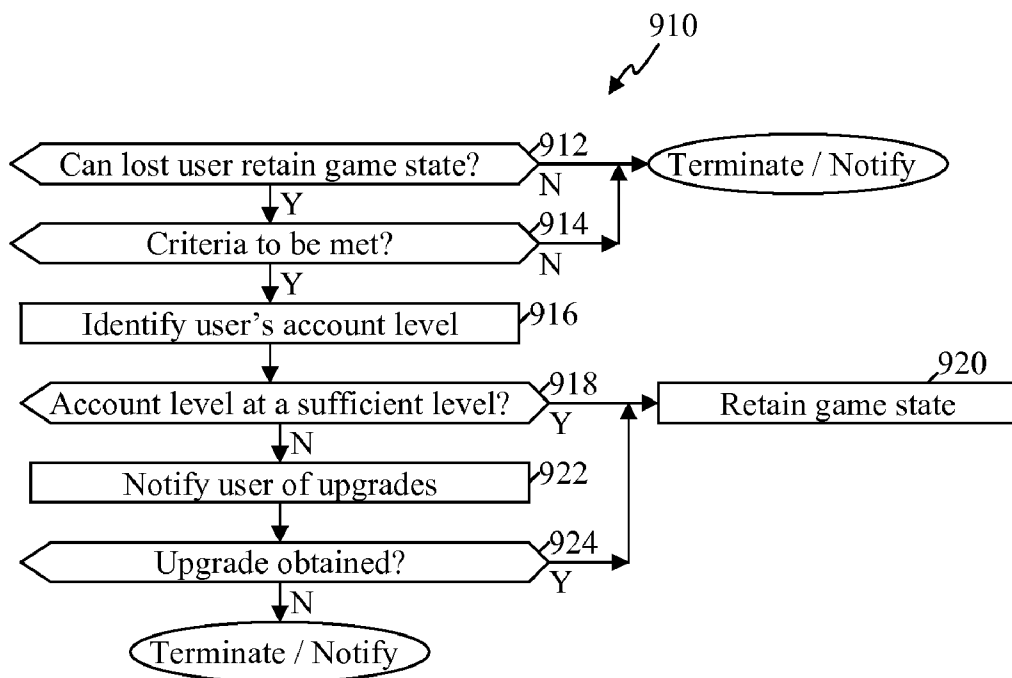 910
Can lost user retain game state?
912
N
Terminate / Notify
Y
Criteria to be met?
914
N
Y
Identify user's account level
916
Account level at a sufficient level?
918
Y
920
Retain game state
N
Notify user of upgrades
922
Upgrade obtained?
924
Y
N
Terminate / Notify